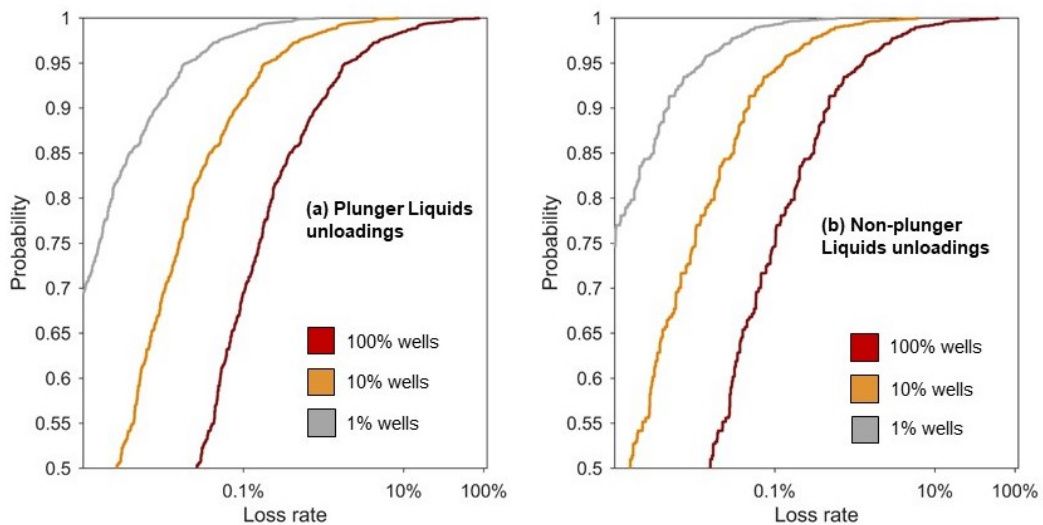 1
0.95
0.9
0.85
0.8
0.75
0.7
0.65
0.6
0.55
0.5
Probability
(a) Plunger Liquids
unloadings
100% wells
10% wells
1% wells
0.1%
10%
100%
Loss rate
1
0.95
0.9
0.85
0.8
0.75
0.7
0.65
0.6
0.55
0.5
Probability
(b) Non-plunger
Liquids unloadings
100% wells
10% wells
1% wells
0.1%
10%
100%
Loss rate